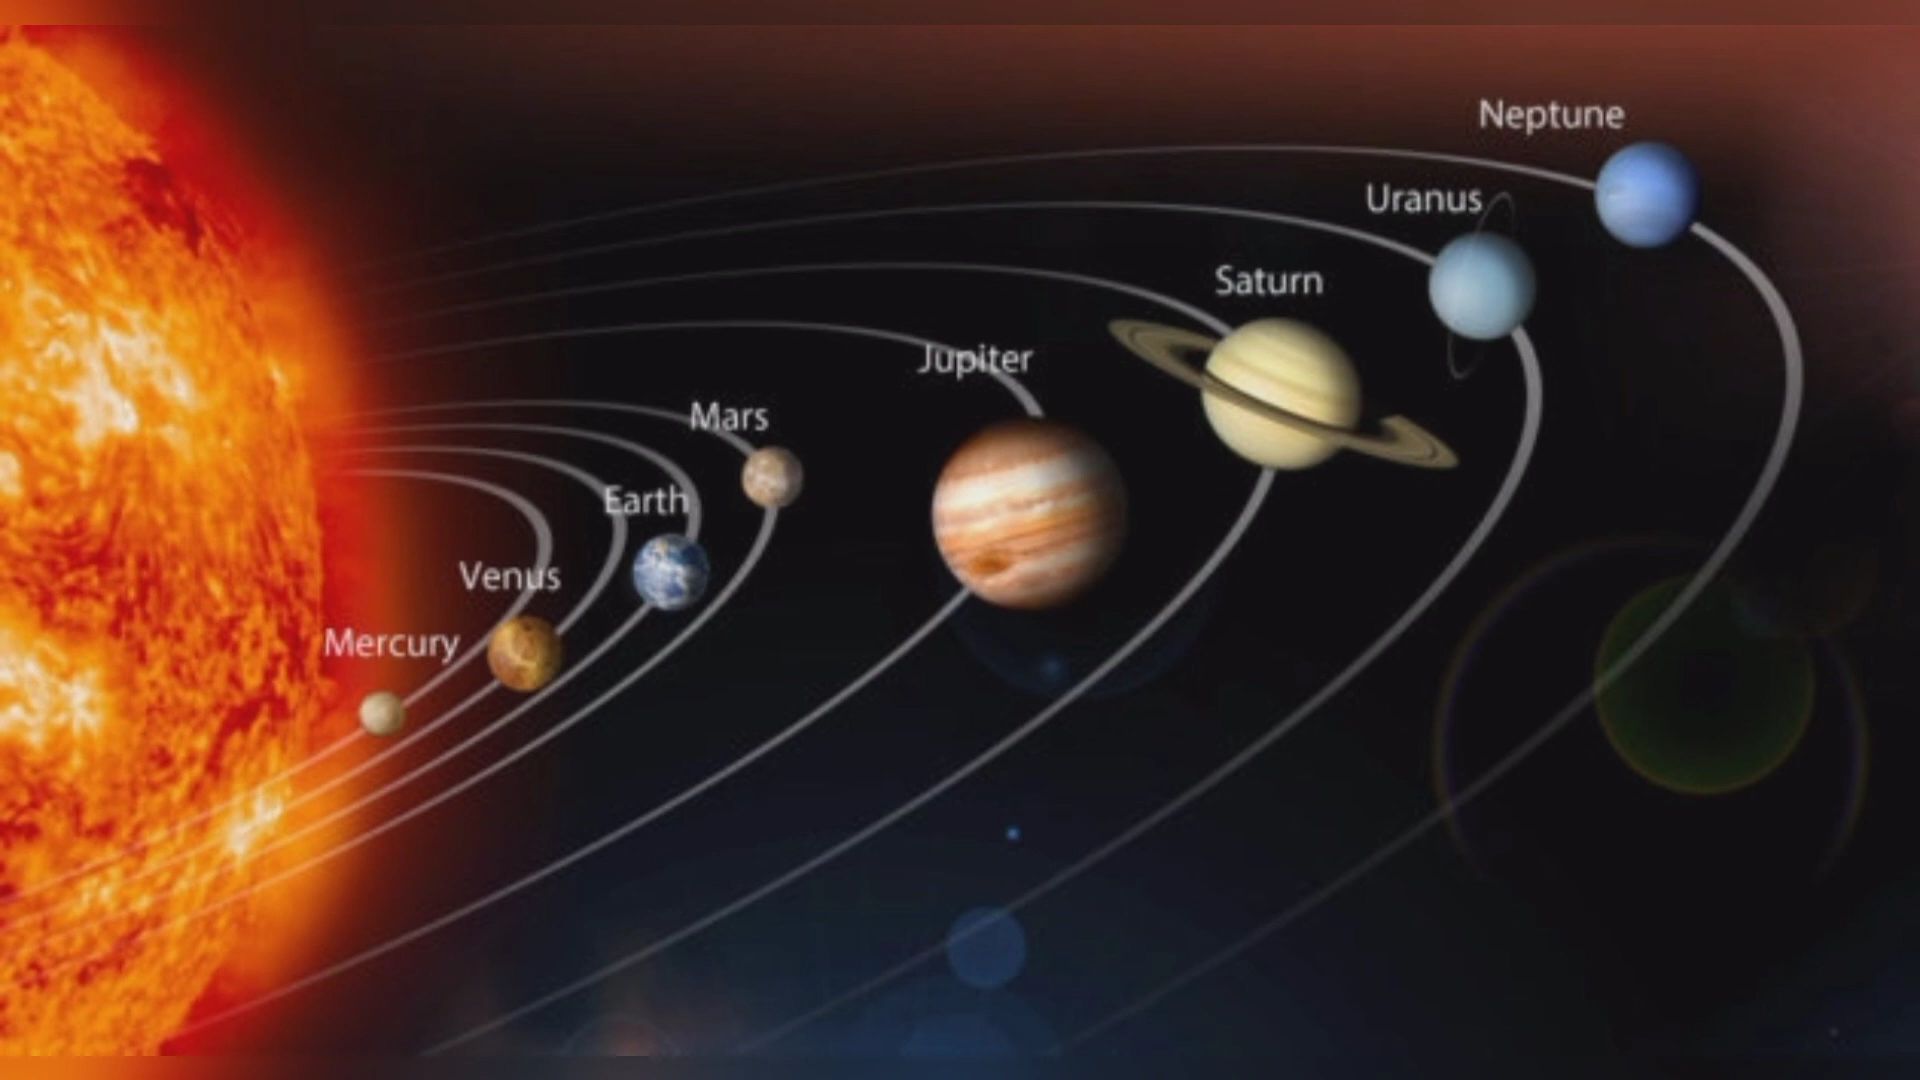 Neptune
Uranus
Saturn
Jupiter
Mars
Earth
Venus
Mercury